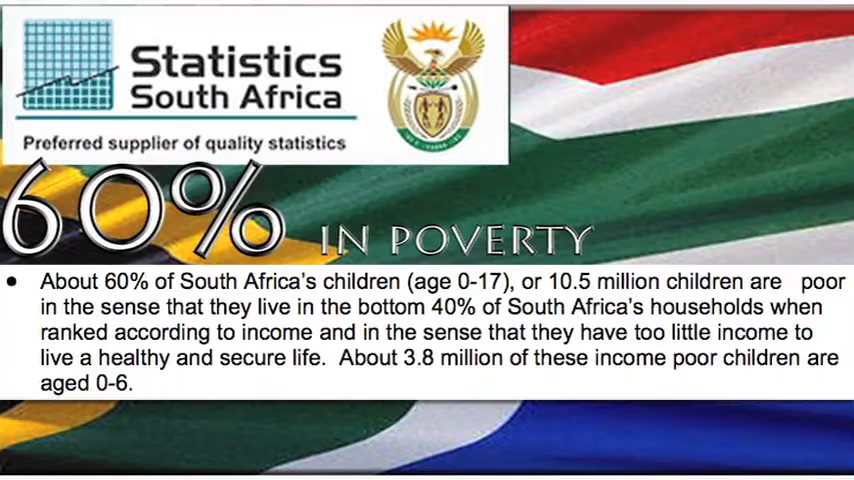 Statistics
South Africa
Preferred supplier of quality statistics
60% IN POVERTY
• About 60% of South Africa's children (age 0-17), or 10.5 million children are poor
in the sense that they live in the bottom 40% of South Africa's households when
ranked according to income and in the sense that they have too little income to
live a healthy and secure life. About 3.8 million of these income poor children are
aged 0-6.